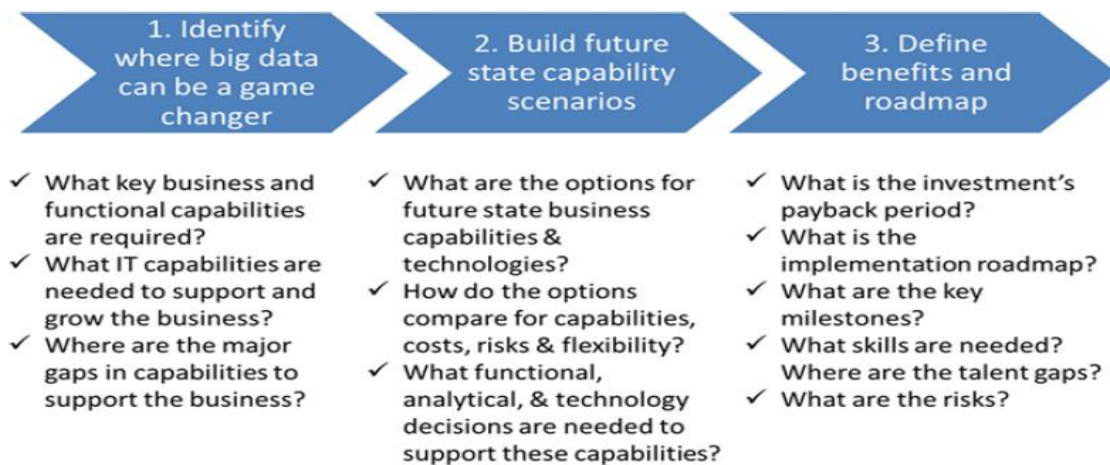 1. Identify
where big data
can be a game
changer
2. Build future
state capability
scenarios
3. Define
benefits and
roadmap
✓ What key business and
functional capabilities
are required?
✓ What IT capabilities are
needed to support and
grow the business?
✓ Where are the major
gaps in capabilities to
support the business?
✓ What are the options for
future state business
capabilities &
technologies?
✓ How do the options
compare for capabilities,
costs, risks & flexibility?
✓ What functional,
analytical, & technology
decisions are needed to
support these capabilities?
✓ What is the investment’s
payback period?
✓ What is the
implementation roadmap?
✓ What are the key
milestones?
✓ What skills are needed?
Where are the talent gaps?
✓ What are the risks?